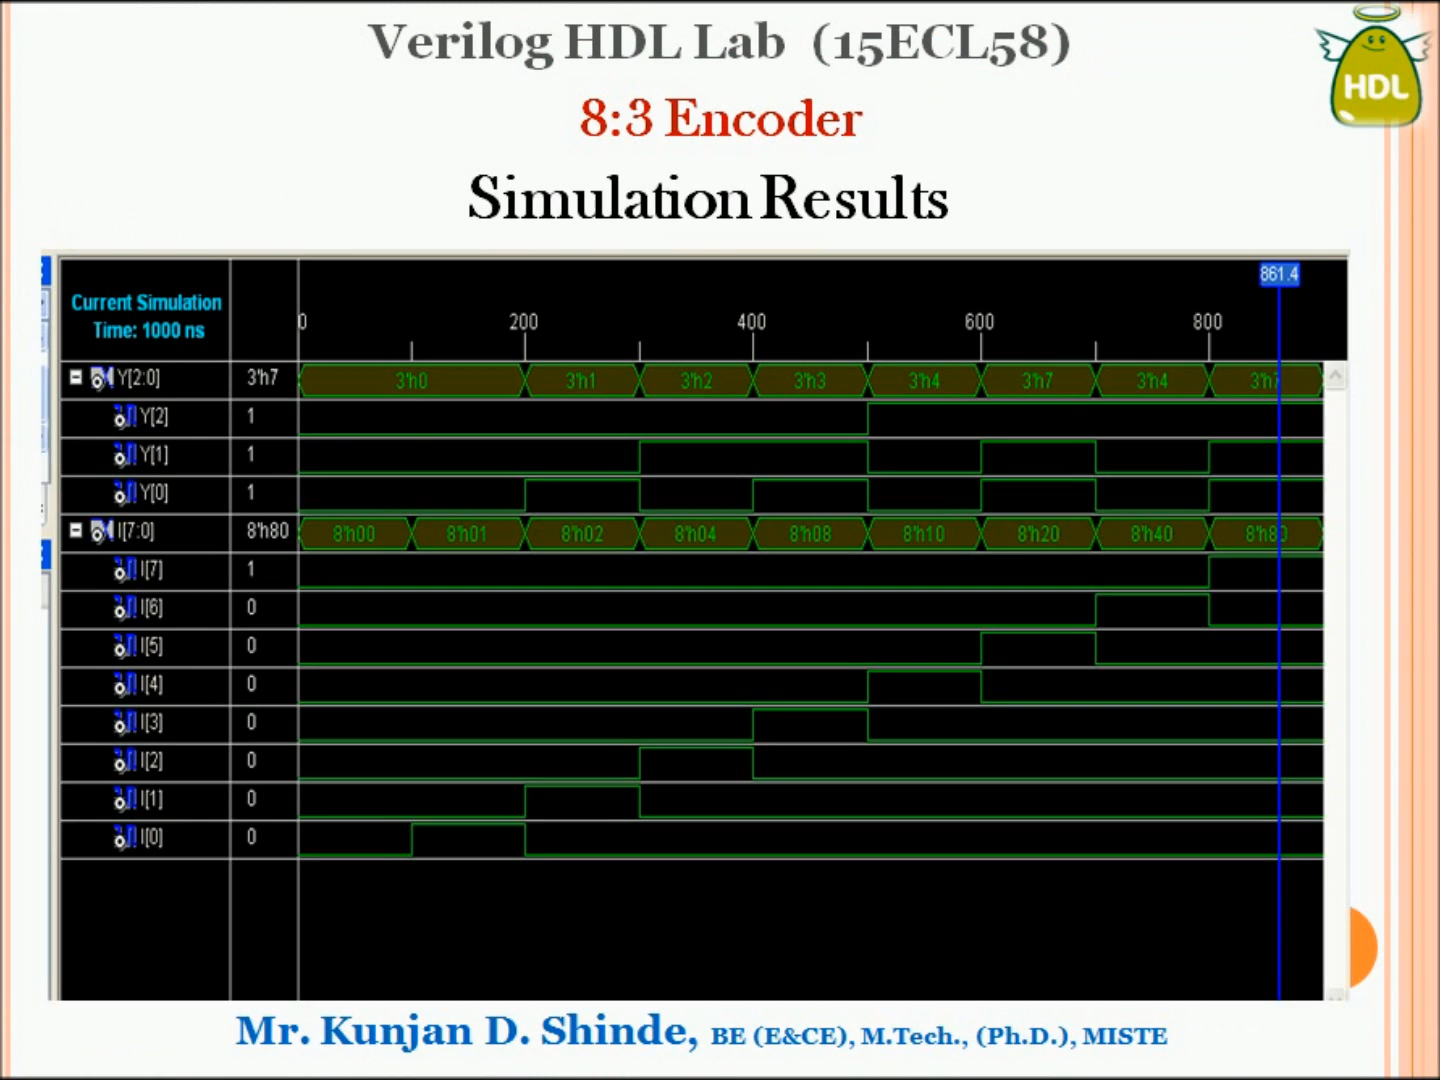 Verilog HDL Lab (15ECL58)
HDL
8:3 Encoder
Simulation Results
861.4
Current Simulation
Time: 1000 ns
0 200 400 600 800
Y[2:0] 3'h7 3'h0 3'h1 3'h2 3'h3 3'h4 3'h7 3'h4 3'h7
Y[2] 1
Y[1] 1
Y[0] 1
I[7:0] 8'h80 8'h00 8'h01 8'h02 8'h04 8'h08 8'h10 8'h20 8'h40 8'h80
I[7] 1
I[6] 0
I[5] 0
I[4] 0
I[3] 0
I[2] 0
I[1] 0
I[0] 0
Mr. Kunjan D. Shinde, BE (E&CE), M.Tech., (Ph.D.), MISTE